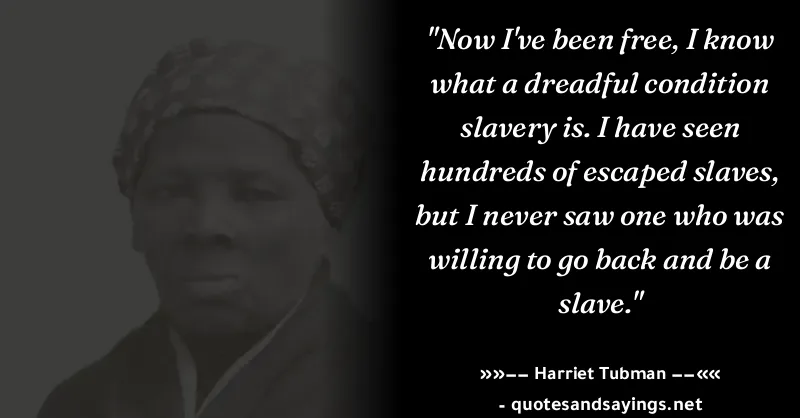 "Now I've been free, I know
what a dreadful condition
slavery is. I have seen
hundreds of escaped slaves,
but I never saw one who was
willing to go back and be a
slave."
»»–– Harriet Tubman ––««
- quotesandsayings.net